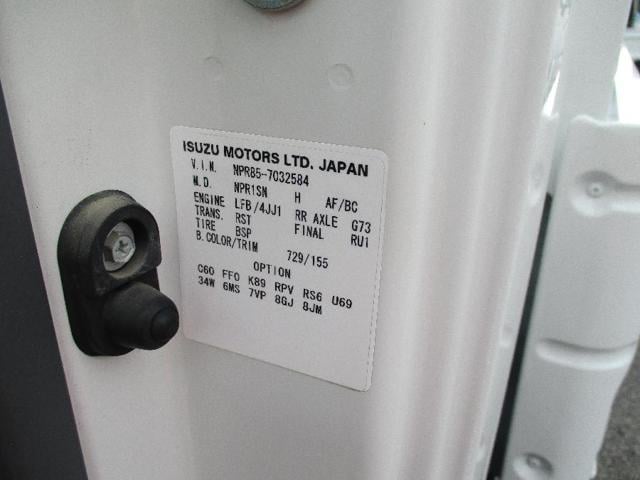 ISUZU MOTORS LTD. JAPAN
V.I.N. NPR85-7032584
M.D. NPR1SN H AF/BC
ENGINE LFB/4JJ1 RR AXLE G73
TRANS. RST FINAL RU1
TIRE BSP
B.COLOR/TRIM 729/155
OPTION
C60 FF0 K89 RPV RS6 U69
34W 6MS 7VP 8GJ 8JM